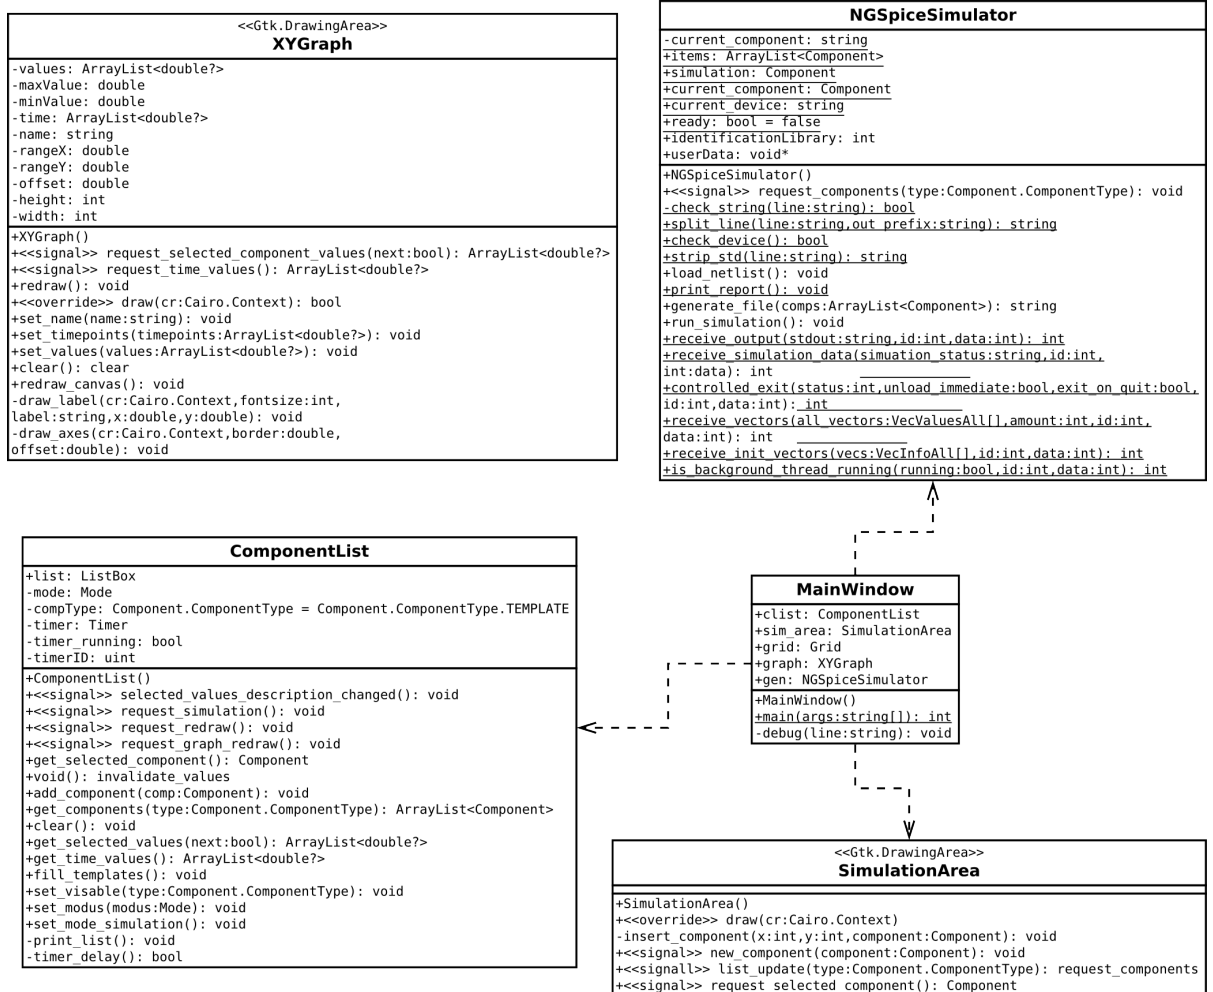 <<Gtk.DrawingArea>>
XYGraph
-values: ArrayList<double?>
-maxValue: double
-minValue: double
-time: ArrayList<double?>
-name: string
-rangeX: double
-rangeY: double
-offset: double
-height: int
-width: int
+XYGraph()
+<<signal>> request_selected_component_values(next:bool): ArrayList<double?>
+<<signal>> request_time_values(): ArrayList<double?>
+redraw(): void
+<<override>> draw(cr:Cairo.Context): bool
+set_name(name:string): void
+set_timepoints(timepoints:ArrayList<double?>): void
+set_values(values:ArrayList<double?>): void
+clear(): clear
+redraw_canvas(): void
-draw_label(cr:Cairo.Context,fontsize:int,
label:string,x:double,y:double): void
-draw_axes(cr:Cairo.Context,border:double,
offset:double): void
NGSpiceSimulator
-current_component: string
+items: ArrayList<Component>
+simulation: Component
+current_component: Component
+current_device: string
+ready: bool = false
+identificationLibrary: int
+userData: void*
+NGSpiceSimulator()
+<<signal>> request_components(type:Component.ComponentType): void
-check_string(line:string): bool
+split_line(line:string,out prefix:string): string
+check_device(): bool
+strip_std(line:string): string
+load_netlist(): void
+print_report(): void
+generate_file(comps:ArrayList<Component>): string
+run_simulation(): void
+receive_output(stdout:string,id:int,data:int): int
+receive_simulation_data(simuation_status:string,id:int,
int:data): int
+controlled_exit(status:int,unload_immediate:bool,exit_on_quit:bool,
id:int,data:int): int
+receive_vectors(all_vectors:VecValuesAll[],amount:int,id:int,
data:int): int
+receive_init_vectors(vecs:VecInfoAll[],id:int,data:int): int
+is_background_thread_running(running:bool,id:int,data:int): int
ComponentList
+list: ListBox
-mode: Mode
-compType: Component.ComponentType = Component.ComponentType.TEMPLATE
-timer: Timer
-timer_running: bool
-timerID: uint
+ComponentList()
+<<signal>> selected_values_description_changed(): void
+<<signal>> request_simulation(): void
+<<signal>> request_redraw(): void
+<<signal>> request_graph_redraw(): void
+get_selected_component(): Component
+void(): invalidate_values
+add_component(comp:Component): void
+get_components(type:Component.ComponentType): ArrayList<Component>
+clear(): void
+get_selected_values(next:bool): ArrayList<double?>
+get_time_values(): ArrayList<double?>
+fill_templates(): void
+set_visable(type:Component.ComponentType): void
+set_modus(modus:Mode): void
+set_mode_simulation(): void
-print_list(): void
-timer_delay(): bool
MainWindow
+clist: ComponentList
+sim_area: SimulationArea
+grid: Grid
+graph: XYGraph
+gen: NGSpiceSimulator
+MainWindow()
+main(args:string[]): int
-debug(line:string): void
<<Gtk.DrawingArea>>
SimulationArea
+SimulationArea()
+<<override>> draw(cr:Cairo.Context)
-insert_component(x:int,y:int,component:Component): void
+<<signal>> new_component(component:Component): void
+<<signall>> list_update(type:Component.ComponentType): request_components
+<<signal>> request_selected_component(): Component